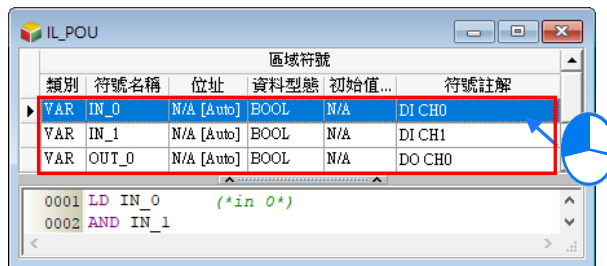 IL_POU
區域符號
類別 符號名稱 位址 資料型態 初始值... 符號註解
VAR IN_0 N/A [Auto] BOOL N/A DI CH0
VAR IN_1 N/A [Auto] BOOL N/A DI CH1
VAR OUT_0 N/A [Auto] BOOL N/A DO CH0
0001 LD IN_0 (*in 0*)
0002 AND IN_1